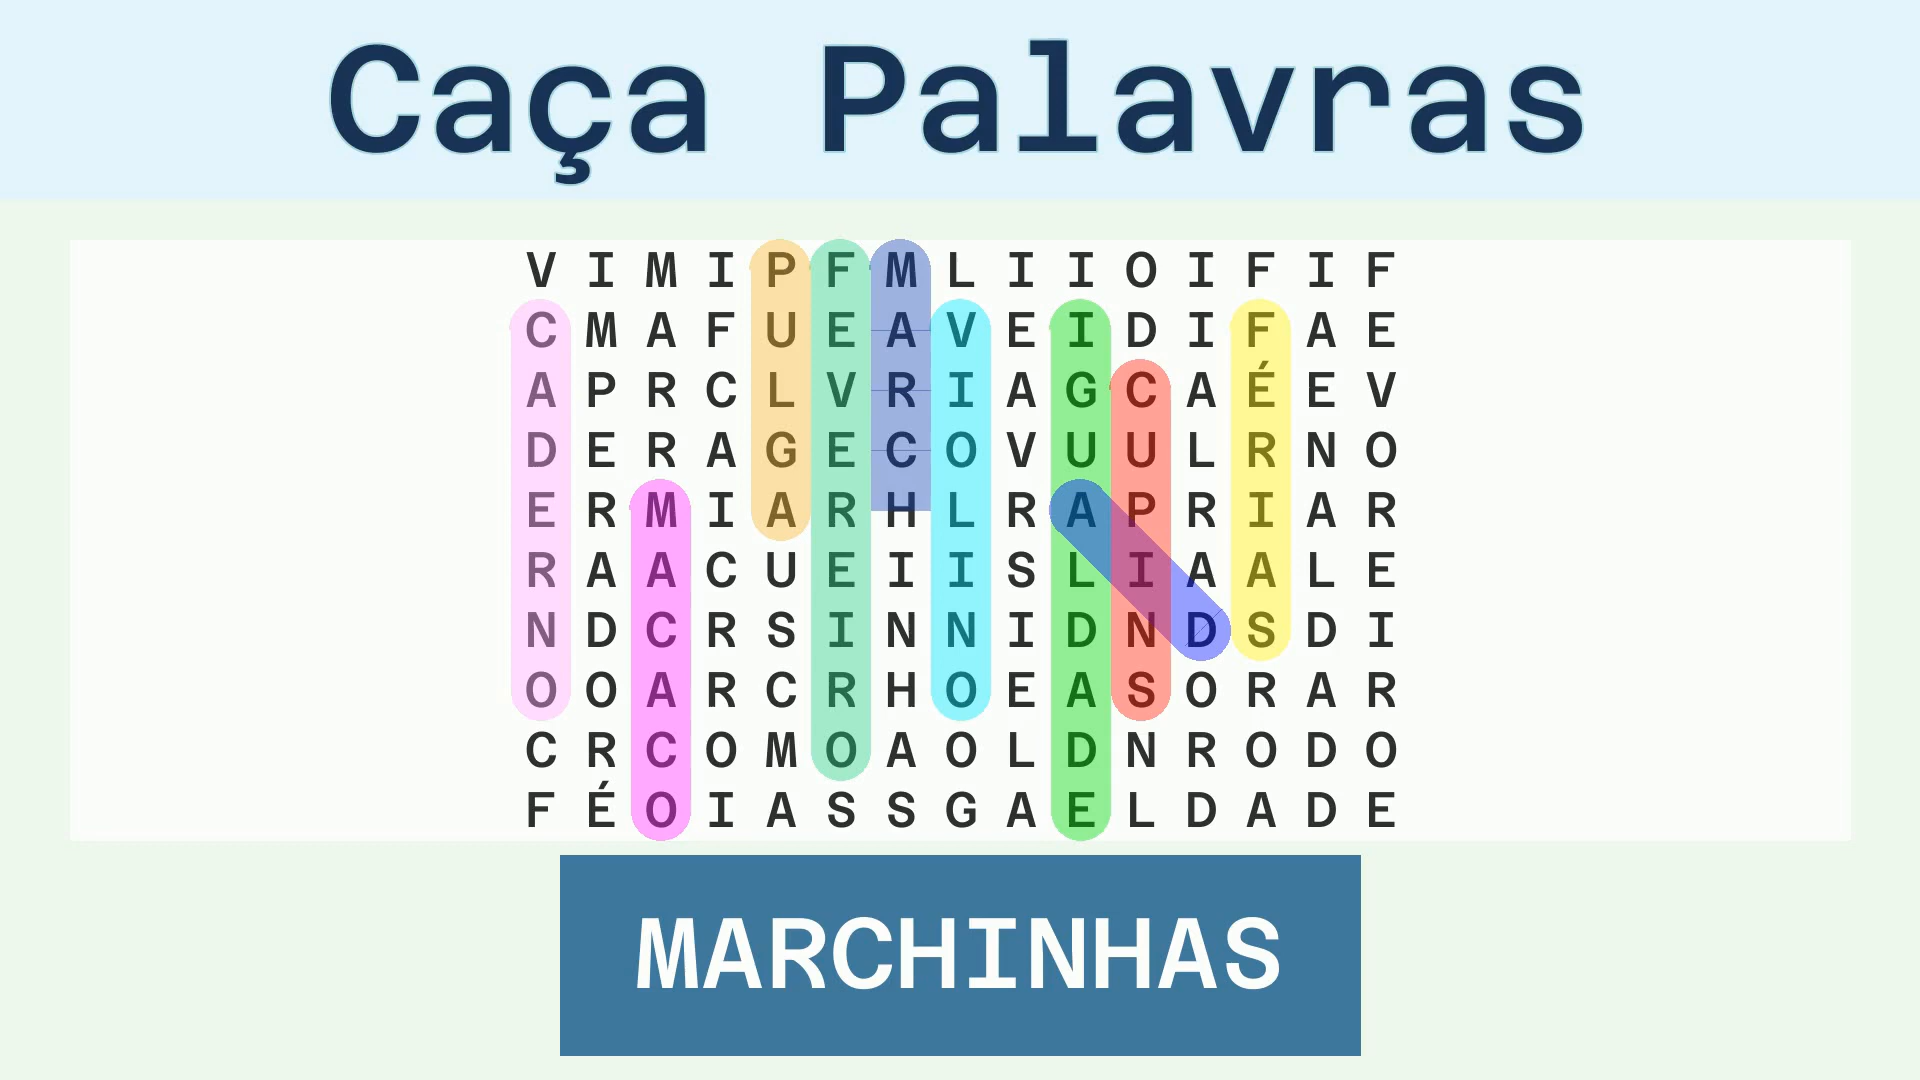 Caça Palavras
V I M I P F M L I I O I F I F
C M A F U E A V E I D I F A E
A P R C L V R I A G C A É E V
D E R A G E C O V U U L R N O
E R M I A R H L R A P R I A R
R A A C U E I I S L I A A L E
N D C R S I N N I D N D S D I
O O A R C R H O E A S O R A R
C R C O M O A O L D N R O D O
F É O I A S S G A E L D A D E
MARCHINHAS